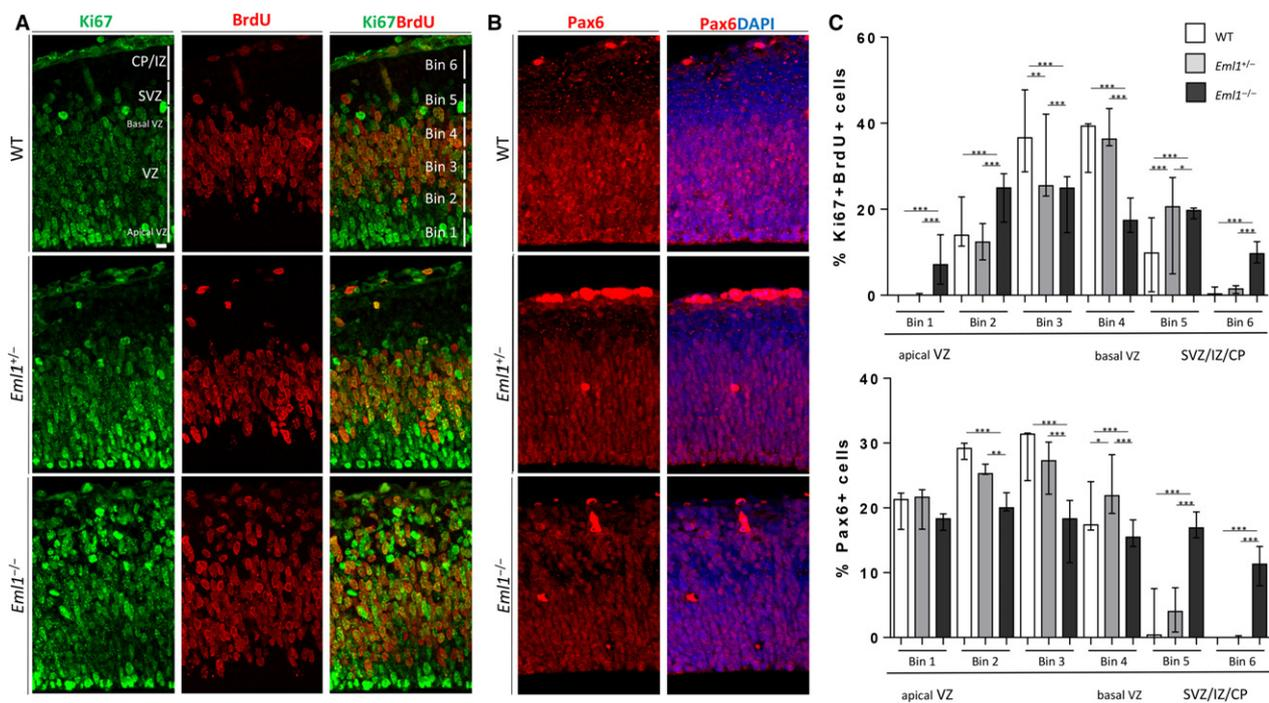 A
Ki67
BrdU
Ki67BrdU
WT
CP/IZ
SVZ
Basal VZ
VZ
Apical VZ
Bin 6
Bin 5
Bin 4
Bin 3
Bin 2
Bin 1
Eml1+/−
Eml1−/−
B
Pax6
Pax6DAPI
WT
Eml1+/−
Eml1−/−
C
WT
Eml1+/−
Eml1−/−
% Ki67+BrdU+ cells
60
40
20
0
*** ***
*** ***
*** ** ***
*** ***
*** *** *
*** ***
Bin 1 Bin 2 Bin 3 Bin 4 Bin 5 Bin 6
apical VZ basal VZ SVZ/IZ/CP
% Pax6+ cells
40
30
20
10
0
*** **
*** ***
*** * ***
*** ***
*** ***
Bin 1 Bin 2 Bin 3 Bin 4 Bin 5 Bin 6
apical VZ basal VZ SVZ/IZ/CP